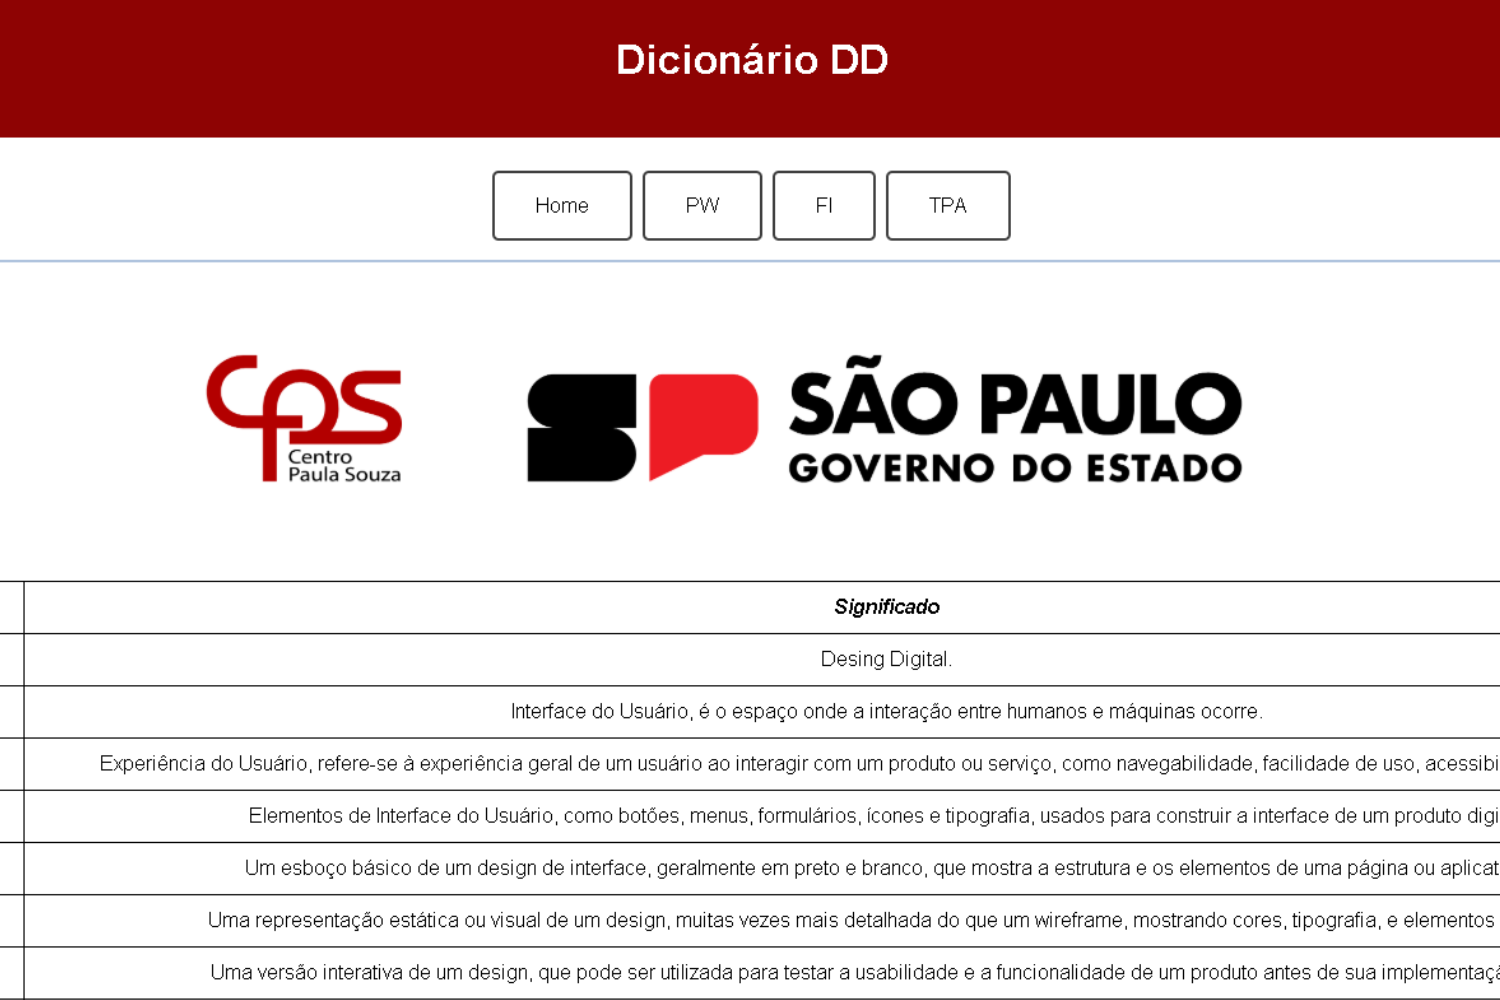 Dicionário DD
Home PW FI TPA
cps
Centro
Paula Souza
SP
SÃO PAULO
GOVERNO DO ESTADO
Significado
Desing Digital.
Interface do Usuário, é o espaço onde a interação entre humanos e máquinas ocorre.
Experiência do Usuário, refere-se à experiência geral de um usuário ao interagir com um produto ou serviço, como navegabilidade, facilidade de uso, acessibi
Elementos de Interface do Usuário, como botões, menus, formulários, ícones e tipografia, usados para construir a interface de um produto digi
Um esboço básico de um design de interface, geralmente em preto e branco, que mostra a estrutura e os elementos de uma página ou aplicat
Uma representação estática ou visual de um design, muitas vezes mais detalhada do que um wireframe, mostrando cores, tipografia, e elementos
Uma versão interativa de um design, que pode ser utilizada para testar a usabilidade e a funcionalidade de um produto antes de sua implementaçã